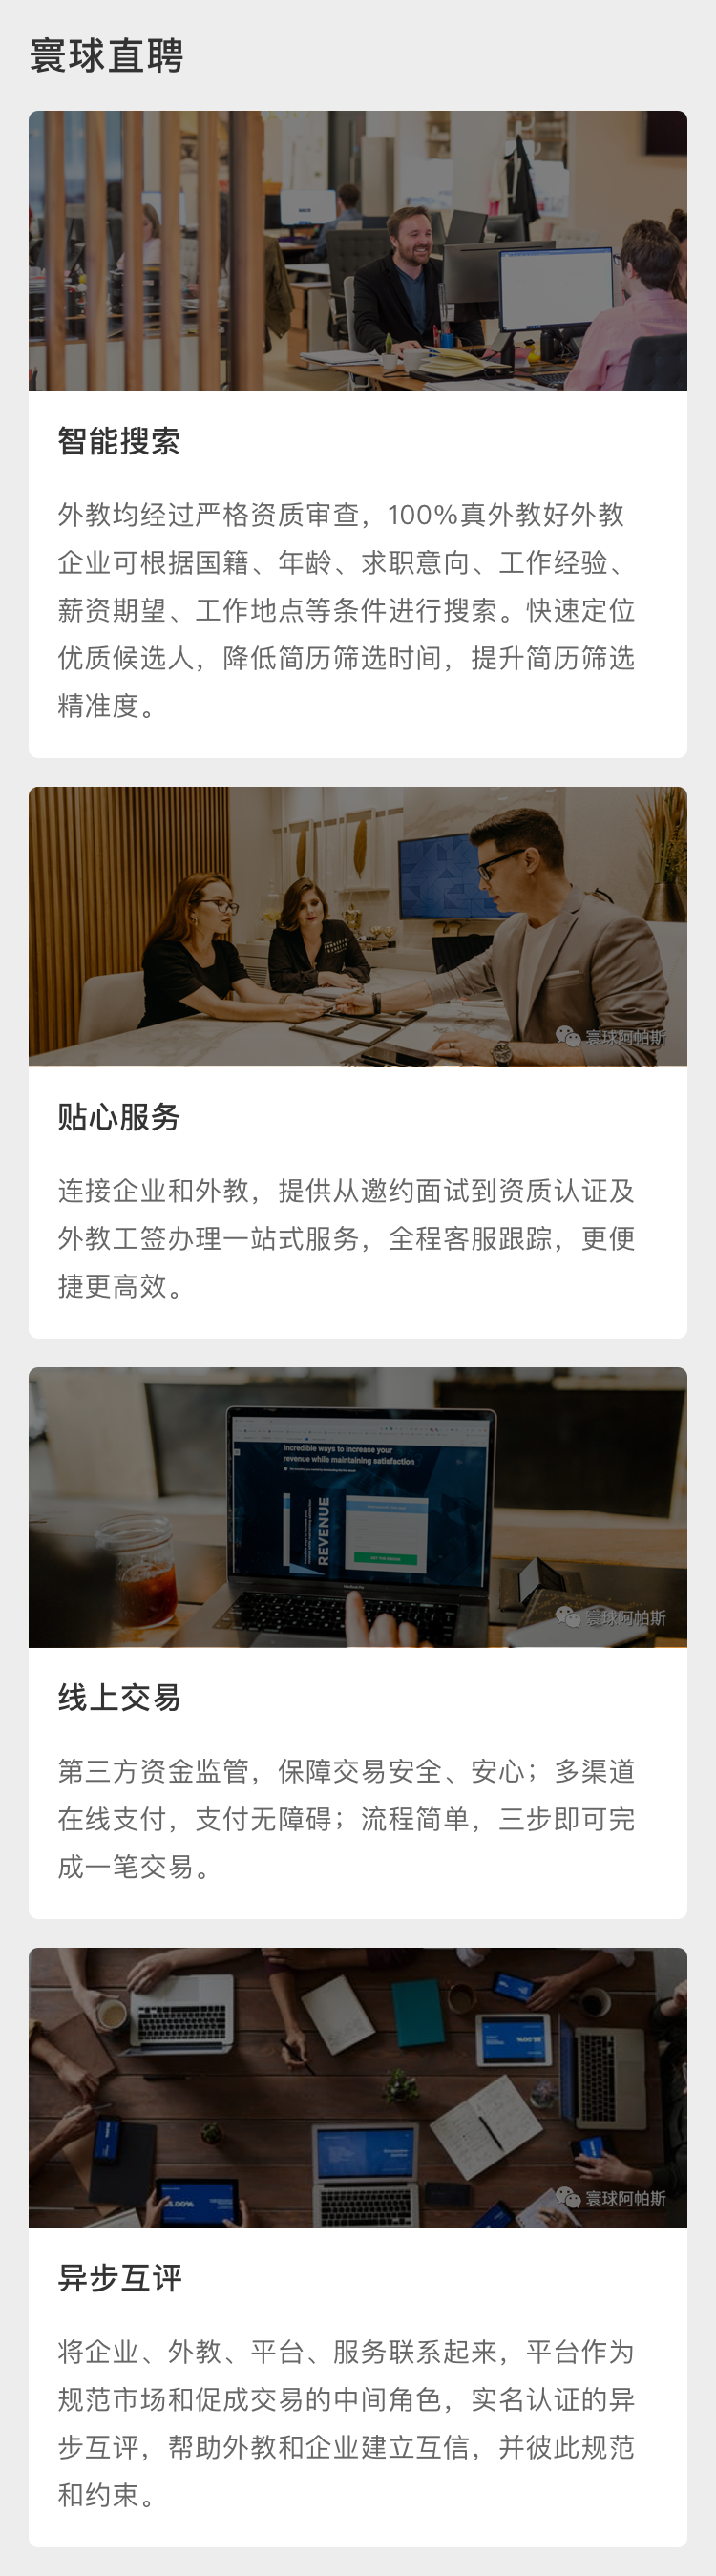 寰球直聘
智能搜索
外教均经过严格资质审查，100%真外教好外教
企业可根据国籍、年龄、求职意向、工作经验、
薪资期望、工作地点等条件进行搜索。快速定位
优质候选人，降低简历筛选时间，提升简历筛选
精准度。
寰球阿帕斯
贴心服务
连接企业和外教，提供从邀约面试到资质认证及
外教工签办理一站式服务，全程客服跟踪，更便
捷更高效。
Incredible ways to increase your
revenue while maintaining satisfaction
REVENUE
寰球阿帕斯
线上交易
第三方资金监管，保障交易安全、安心；多渠道
在线支付，支付无障碍；流程简单，三步即可完
成一笔交易。
寰球阿帕斯
异步互评
将企业、外教、平台、服务联系起来，平台作为
规范市场和促成交易的中间角色，实名认证的异
步互评，帮助外教和企业建立互信，并彼此规范
和约束。